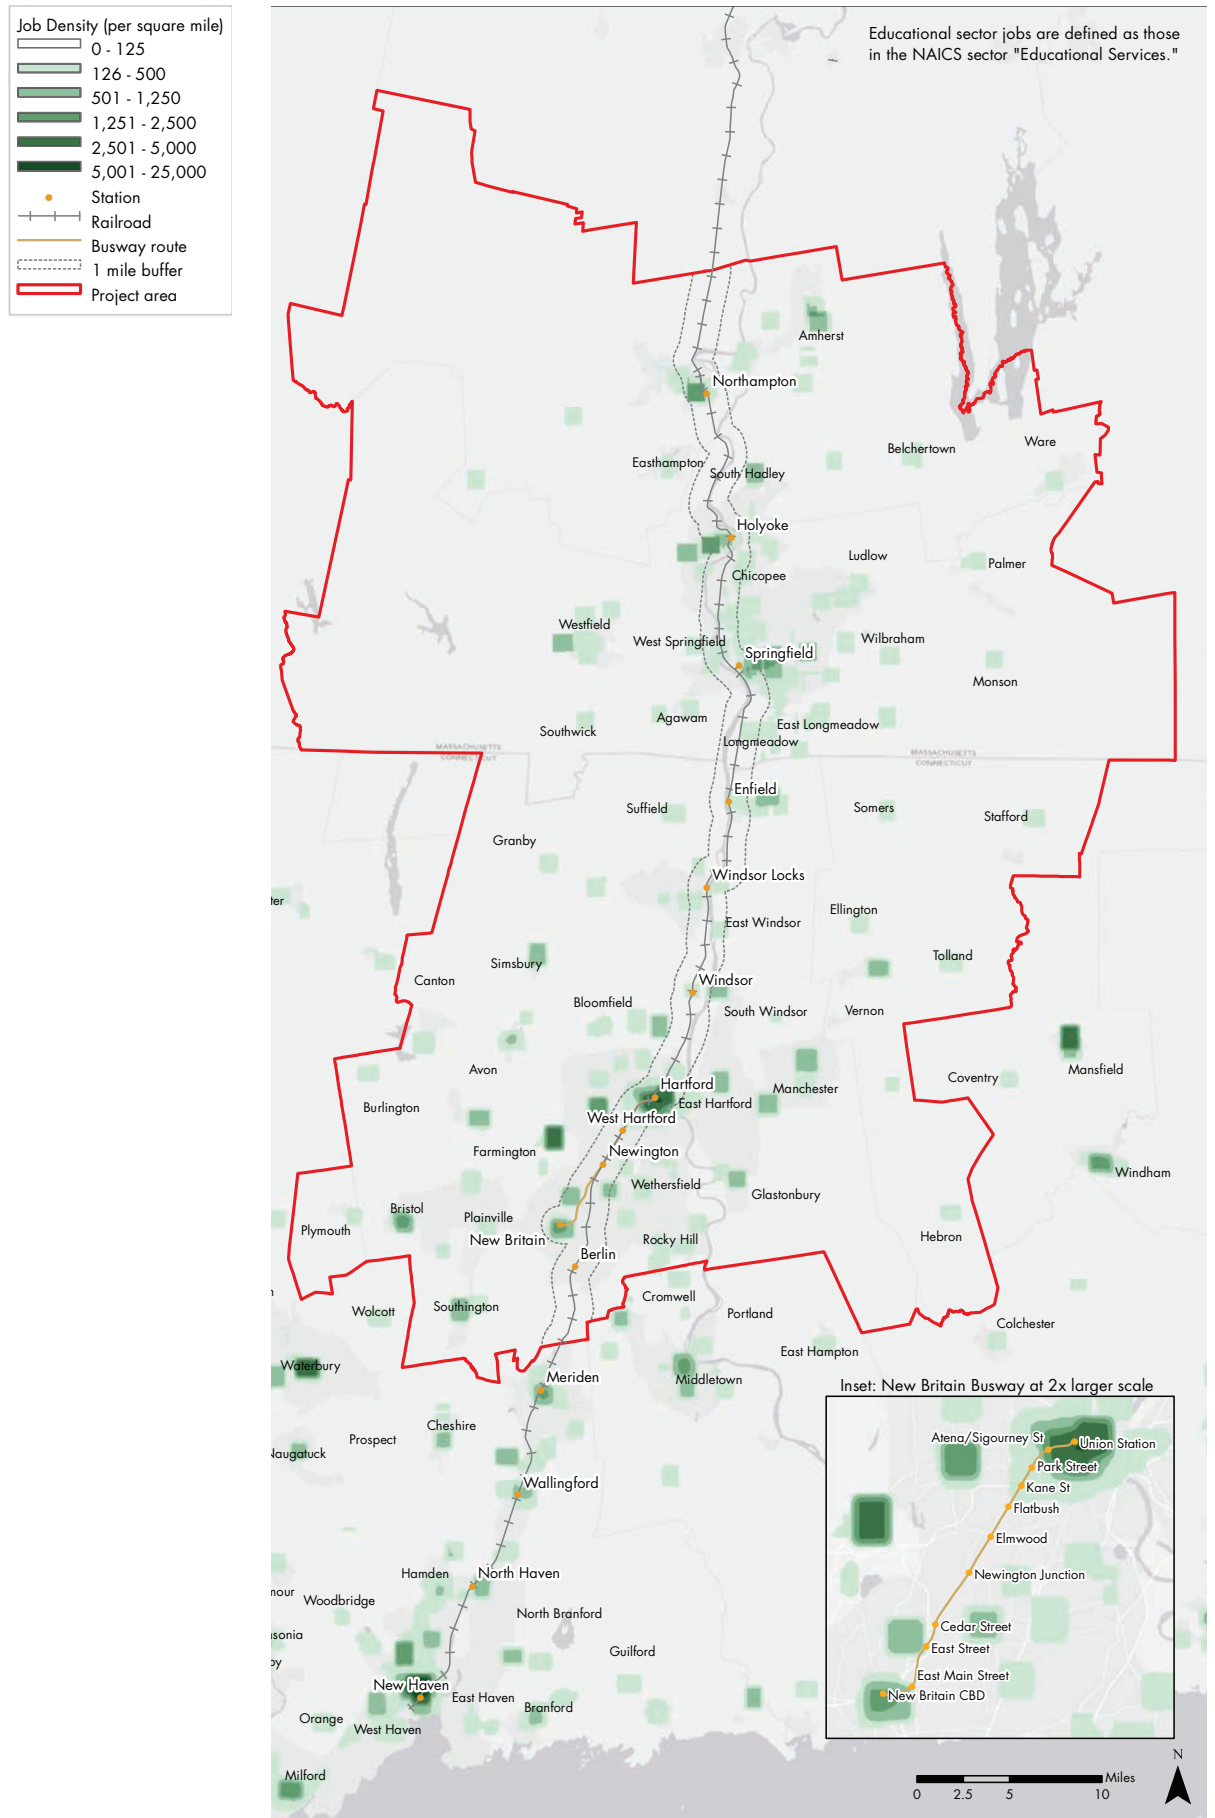 Job Density (per square mile)
0 - 125
126 - 500
501 - 1,250
1,251 - 2,500
2,501 - 5,000
5,001 - 25,000
Station
Railroad
Busway route
1 mile buffer
Project area
Educational sector jobs are defined as those
in the NAICS sector "Educational Services."
Amherst
Northampton
Ware
Belchertown
Easthampton
South Hadley
Holyoke
Ludlow
Palmer
Chicopee
Westfield
West Springfield
Wilbraham
Springfield
Monson
Agawam
East Longmeadow
Southwick
Longmeadow
MASSACHUSETTS
CONNECTICUT
MASSACHUSETTS
CONNECTICUT
Enfield
Suffield
Somers
Stafford
Granby
Windsor Locks
ter
Ellington
East Windsor
Tolland
Simsbury
Canton
Windsor
Bloomfield
South Windsor
Vernon
Avon
Mansfield
Coventry
Hartford
Manchester
East Hartford
Burlington
West Hartford
Farmington
Newington
Windham
Wethersfield
Glastonbury
Bristol
Plainville
Plymouth
New Britain
Rocky Hill
Hebron
Berlin
n
Cromwell
Southington
Wolcott
Portland
Colchester
East Hampton
Waterbury
Meriden
Middletown
Inset: New Britain Busway at 2x larger scale
Cheshire
Prospect
Naugatuck
Wallingford
Hamden
North Haven
mour
Woodbridge
North Branford
nsonia
Guilford
by
New Haven
East Haven
Branford
Orange
West Haven
Milford
Atena/Sigourney St
Union Station
Park Street
Kane St
Flatbush
Elmwood
Newington Junction
Cedar Street
East Street
East Main Street
New Britain CBD
N
Miles
0 2.5 5 10